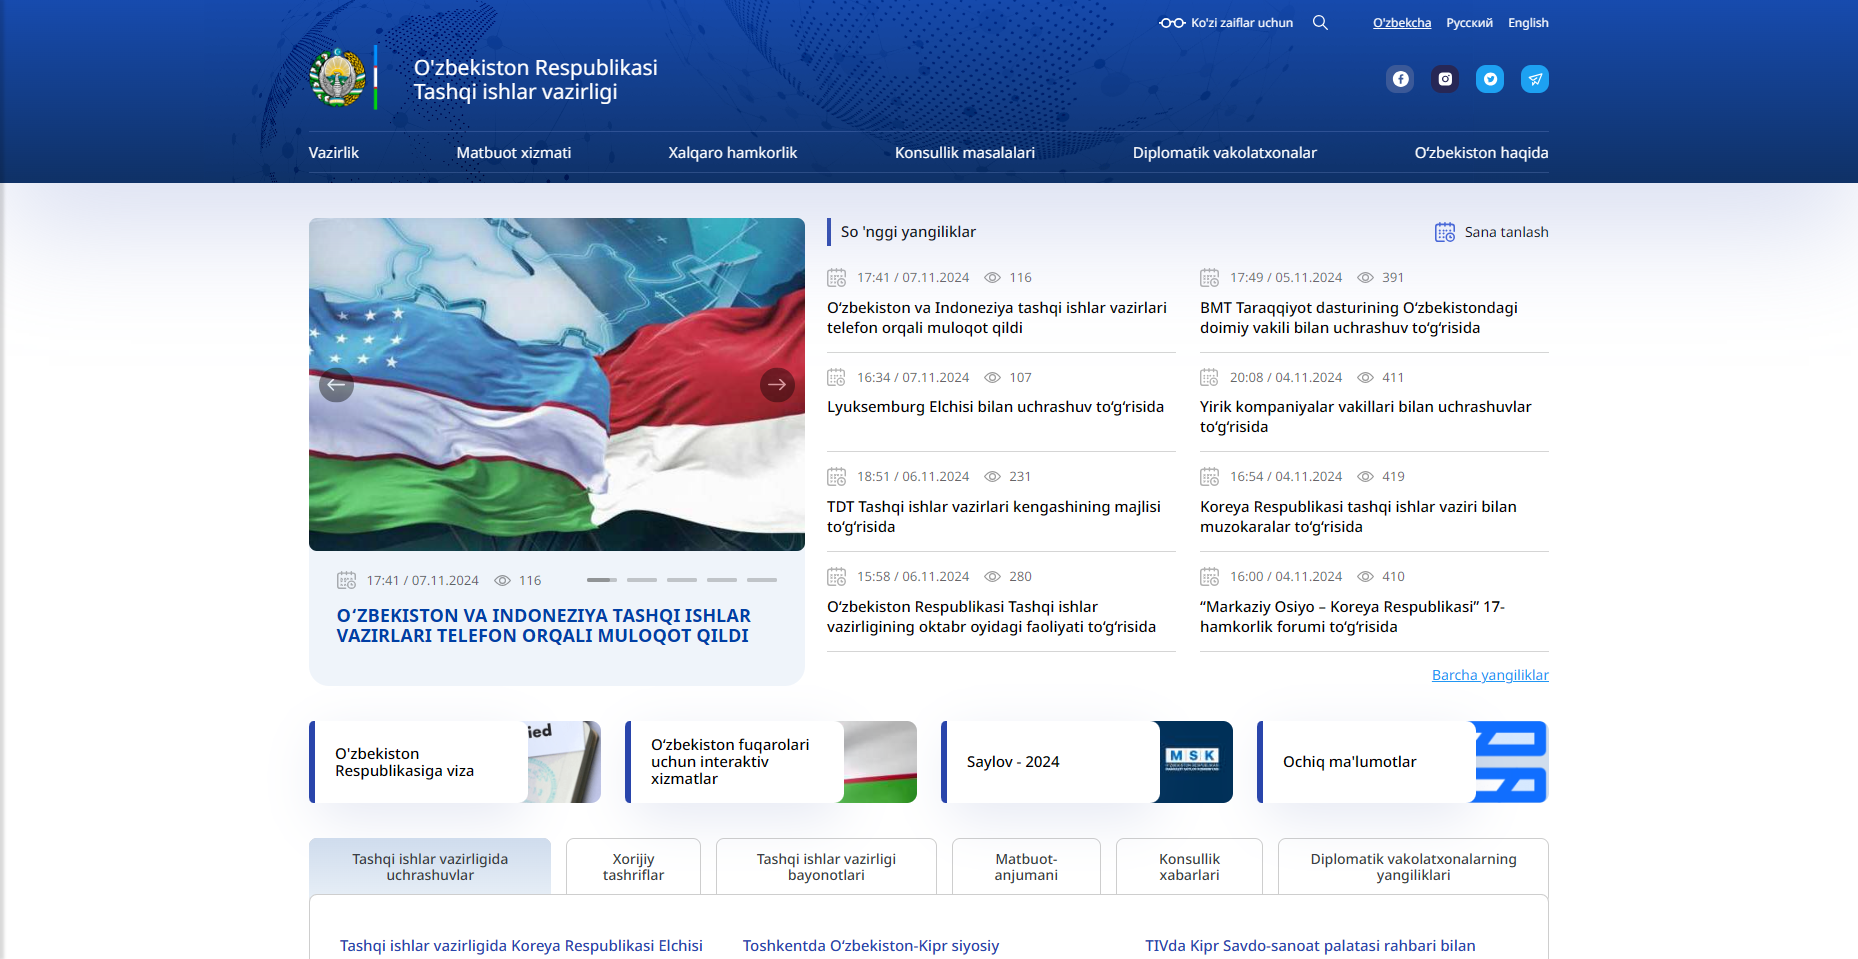 Ko'zi zaiflar uchun
O'zbekcha
Русский
English
O'zbekiston Respublikasi
Tashqi ishlar vazirligi
Vazirlik
Matbuot xizmati
Xalqaro hamkorlik
Konsullik masalalari
Diplomatik vakolatxonalar
O‘zbekiston haqida
17:41 / 07.11.2024 116
O‘ZBEKISTON VA INDONEZIYA TASHQI ISHLAR
VAZIRLARI TELEFON ORQALI MULOQOT QILDI
So 'nggi yangiliklar
Sana tanlash
17:41 / 07.11.2024 116
O‘zbekiston va Indoneziya tashqi ishlar vazirlari
telefon orqali muloqot qildi
17:49 / 05.11.2024 391
BMT Taraqqiyot dasturining O‘zbekistondagi
doimiy vakili bilan uchrashuv to‘g‘risida
16:34 / 07.11.2024 107
Lyuksemburg Elchisi bilan uchrashuv to‘g‘risida
20:08 / 04.11.2024 411
Yirik kompaniyalar vakillari bilan uchrashuvlar
to‘g‘risida
18:51 / 06.11.2024 231
TDT Tashqi ishlar vazirlari kengashining majlisi
to‘g‘risida
16:54 / 04.11.2024 419
Koreya Respublikasi tashqi ishlar vaziri bilan
muzokaralar to‘g‘risida
15:58 / 06.11.2024 280
O‘zbekiston Respublikasi Tashqi ishlar
vazirligining oktabr oyidagi faoliyati to‘g‘risida
16:00 / 04.11.2024 410
“Markaziy Osiyo – Koreya Respublikasi” 17-
hamkorlik forumi to‘g‘risida
Barcha yangiliklar
O'zbekiston
Respublikasiga viza
ied
O‘zbekiston fuqarolari
uchun interaktiv
xizmatlar
Saylov - 2024
MSK
Ochiq ma'lumotlar
Tashqi ishlar vazirligida
uchrashuvlar
Xorijiy
tashriflar
Tashqi ishlar vazirligi
bayonotlari
Matbuot-
anjumani
Konsullik
xabarlari
Diplomatik vakolatxonalarning
yangiliklari
Tashqi ishlar vazirligida Koreya Respublikasi Elchisi
Toshkentda O‘zbekiston-Kipr siyosiy
TIVda Kipr Savdo-sanoat palatasi rahbari bilan